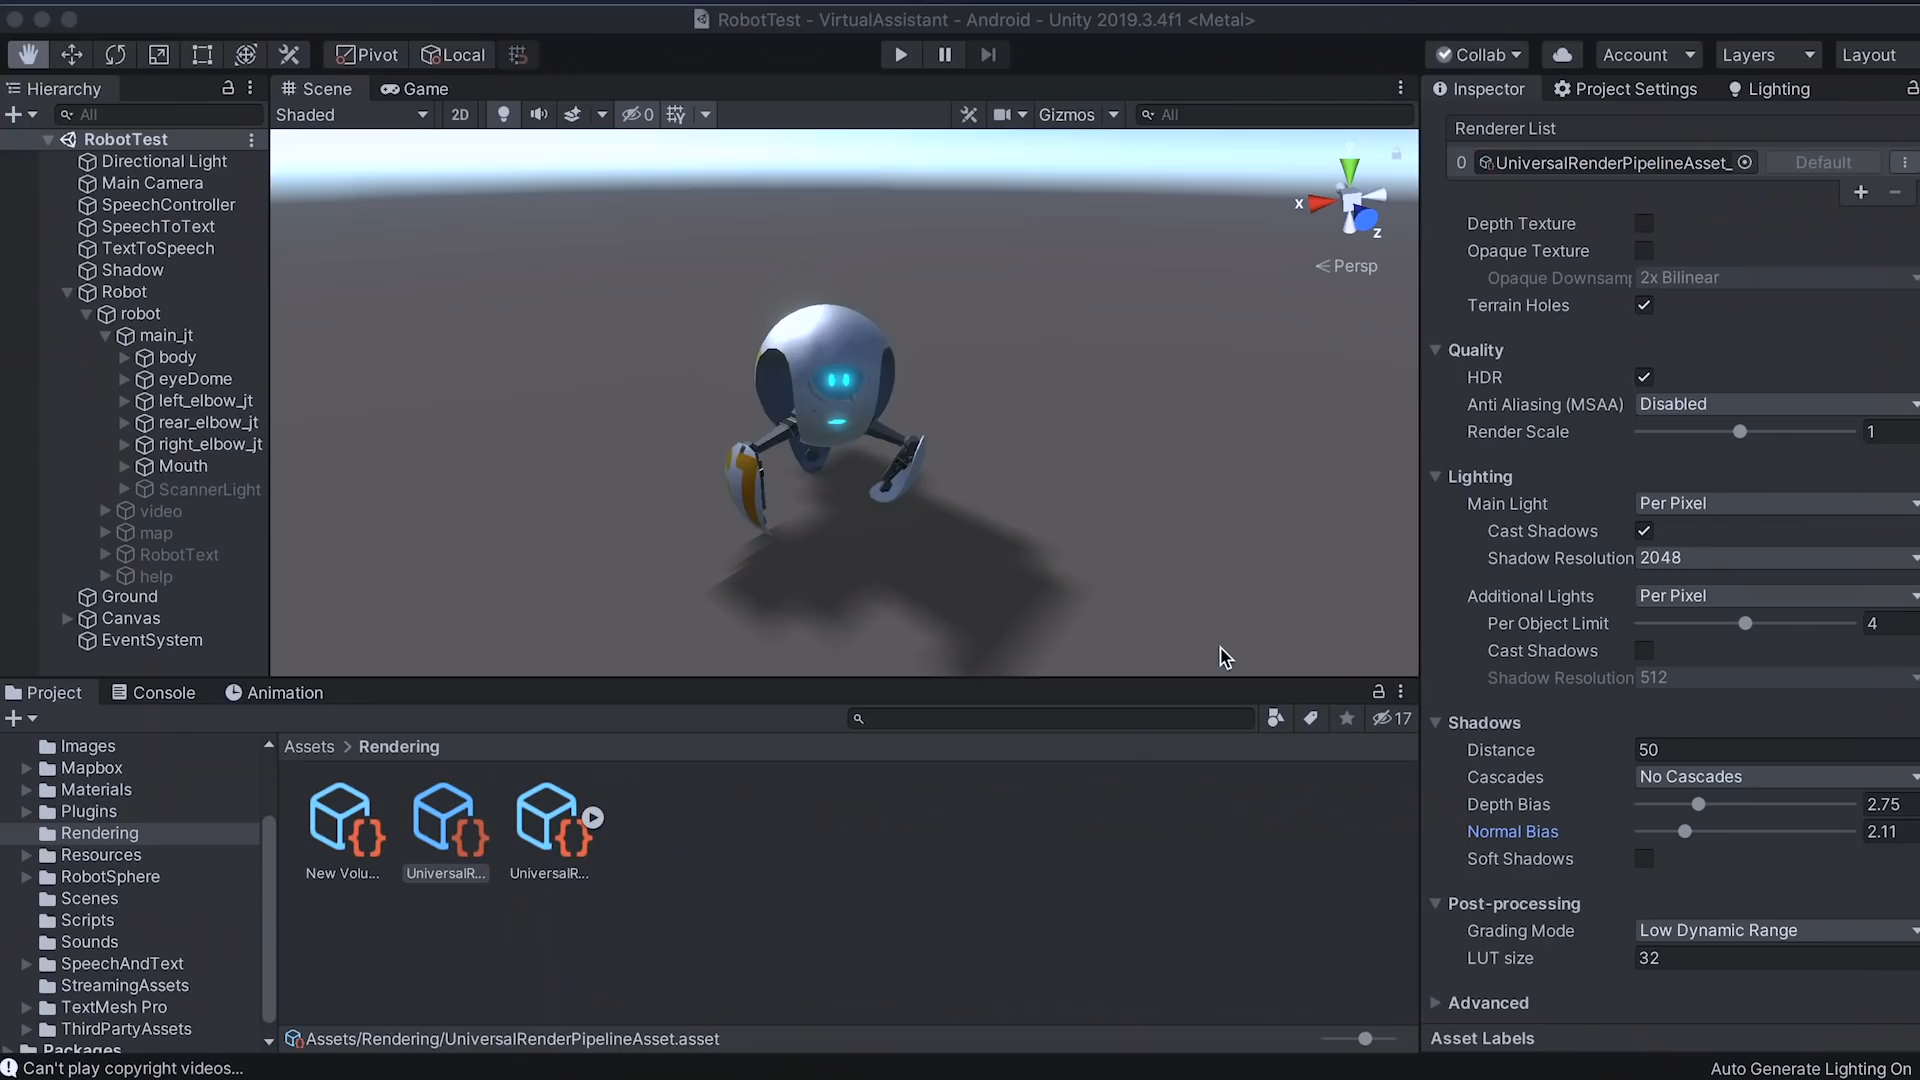 RobotTest - VirtualAssistant - Android - Unity 2019.3.4f1 <Metal>
Pivot Local Collab Account Layers Layout
Hierarchy
All
RobotTest
Directional Light
Main Camera
SpeechController
SpeechToText
TextToSpeech
Shadow
Robot
robot
main_jt
body
eyeDome
left_elbow_jt
rear_elbow_jt
right_elbow_jt
Mouth
ScannerLight
video
map
RobotText
help
Ground
Canvas
EventSystem
Scene Game
Shaded 2D 0 Gizmos All
x
z
Persp
Inspector Project Settings Lighting
Renderer List
0 UniversalRenderPipelineAsset_ Default
Depth Texture
Opaque Texture
Opaque Downsamp 2x Bilinear
Terrain Holes
Quality
HDR
Anti Aliasing (MSAA) Disabled
Render Scale 1
Lighting
Main Light Per Pixel
Cast Shadows
Shadow Resolution 2048
Additional Lights Per Pixel
Per Object Limit 4
Cast Shadows
Shadow Resolution 512
Shadows
Distance 50
Cascades No Cascades
Depth Bias 2.75
Normal Bias 2.11
Soft Shadows
Post-processing
Grading Mode Low Dynamic Range
LUT size 32
Advanced
Asset Labels
Project Console Animation
17
Images
Mapbox
Materials
Plugins
Rendering
Resources
RobotSphere
Scenes
Scripts
Sounds
SpeechAndText
StreamingAssets
TextMesh Pro
ThirdPartyAssets
Packages
Assets > Rendering
New Volu...
UniversalR...
UniversalR...
Assets/Rendering/UniversalRenderPipelineAsset.asset
Can't play copyright videos...
Auto Generate Lighting On